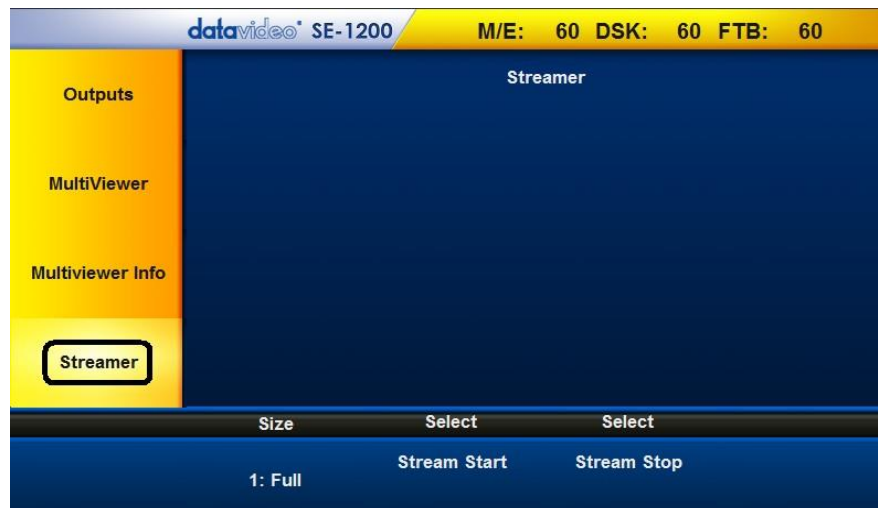 datavideo SE-1200 M/E: 60 DSK: 60 FTB: 60
Streamer
Outputs
MultiViewer
Multiviewer Info
Streamer
Size Select Select
1: Full Stream Start Stream Stop